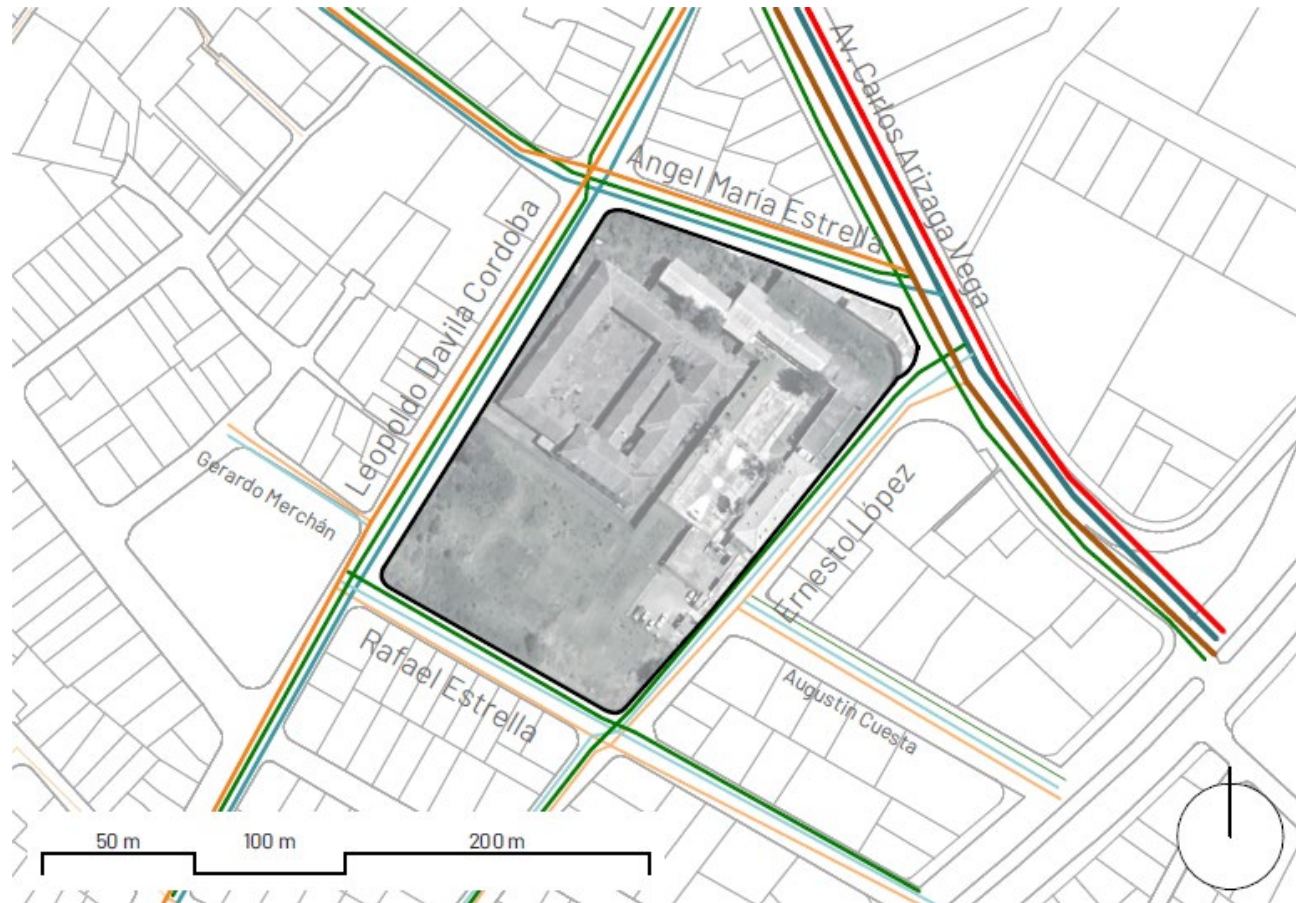 Av. Carlos Arizaga Vega
Angel María Estrella
Leopoldo Davila Cordoba
Gerardo Merchán
Ernesto López
Rafael Estrella
Augustin Cuesta
50 m 100 m 200 m